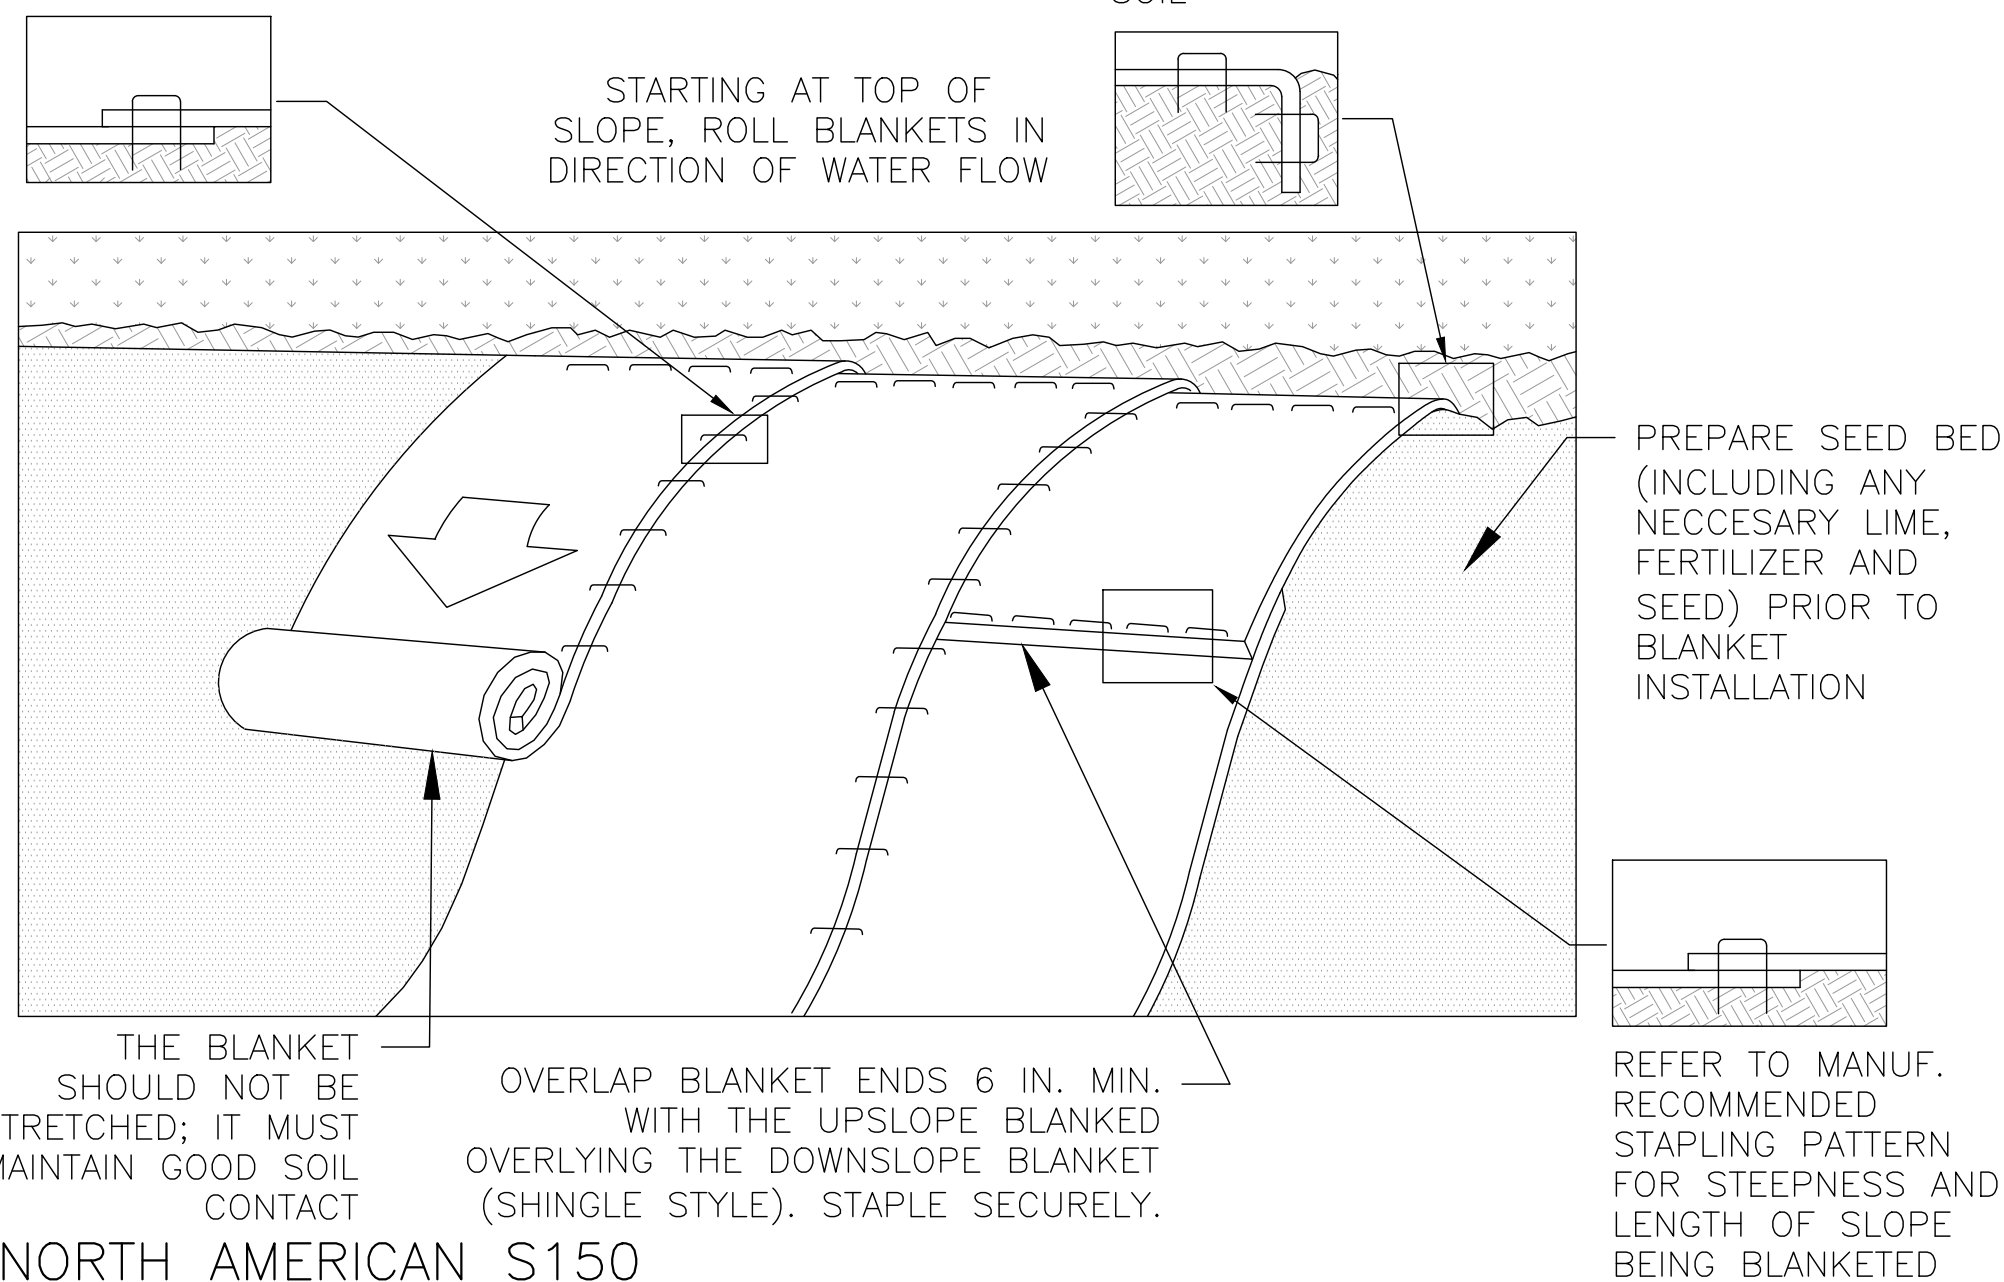 SOIL
STARTING AT TOP OF
SLOPE, ROLL BLANKETS IN
DIRECTION OF WATER FLOW
PREPARE SEED BED
(INCLUDING ANY
NECCESARY LIME,
FERTILIZER AND
SEED) PRIOR TO
BLANKET
INSTALLATION
THE BLANKET
SHOULD NOT BE
TRETCHED; IT MUST
MAINTAIN GOOD SOIL
CONTACT
OVERLAP BLANKET ENDS 6 IN. MIN.
WITH THE UPSLOPE BLANKED
OVERLYING THE DOWNSLOPE BLANKET
(SHINGLE STYLE). STAPLE SECURELY.
REFER TO MANUF.
RECOMMENDED
STAPLING PATTERN
FOR STEEPNESS AND
LENGTH OF SLOPE
BEING BLANKETED
NORTH AMERICAN S150